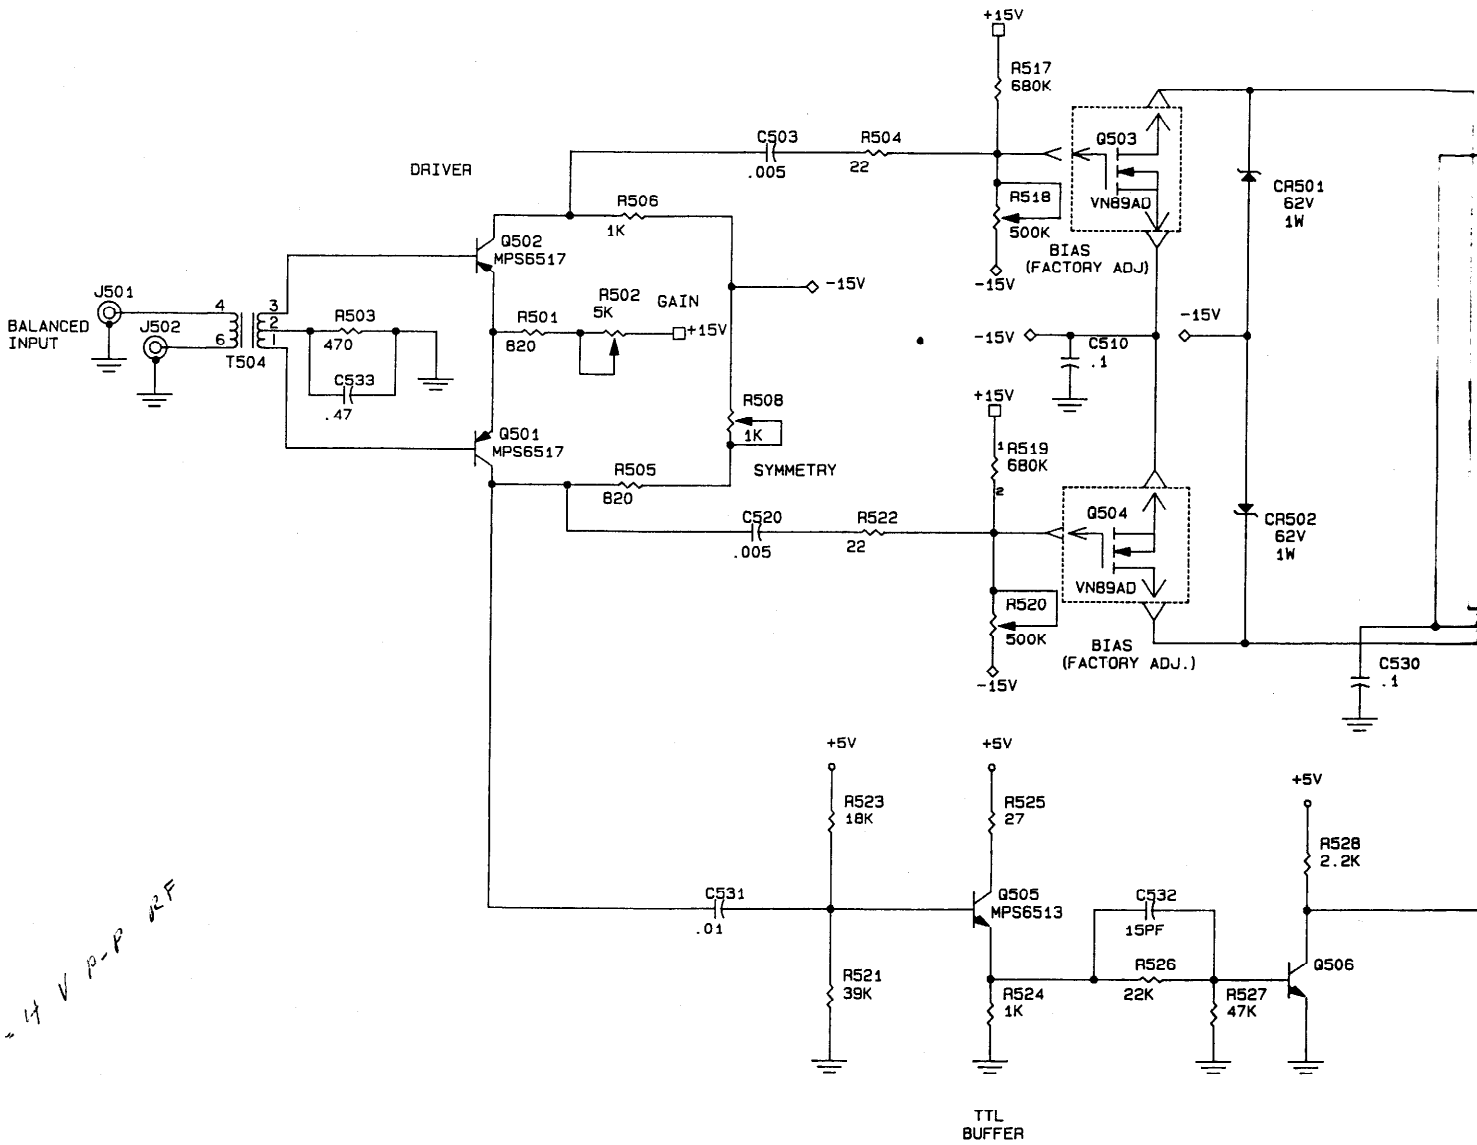 +15V
R517
680K
C503
.005
R504
22
Q503
VN89AD
DRIVER
R506
1K
R518
500K
CR501
62V
1W
BIAS
(FACTORY ADJ)
Q502
MPS6517
-15V
-15V
J501
BALANCED
INPUT
J502
4
6
3
2
1
T504
R503
470
C533
.47
R501
820
R502
5K
GAIN
+15V
-15V
C510
.1
-15V
+15V
R508
1K
SYMMETRY
Q501
MPS6517
R505
820
1
R519
680K
2
C520
.005
R522
22
Q504
VN89AD
CR502
62V
1W
R520
500K
BIAS
(FACTORY ADJ.)
-15V
C530
.1
+5V
+5V
+5V
R523
18K
R525
27
R528
2.2K
C531
.01
Q505
MPS6513
C532
15PF
R521
39K
R524
1K
R526
22K
R527
47K
Q506
4 V P-P RF
TTL
BUFFER